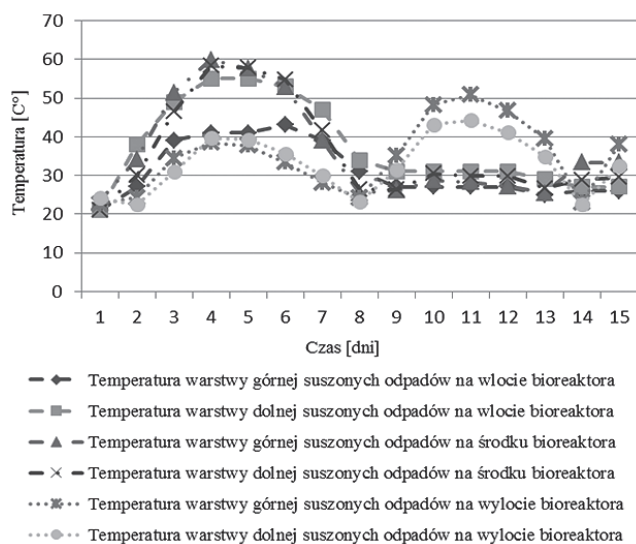 70
60
50
40
30
20
10
0
Temperatura [C°]
1 2 3 4 5 6 7 8 9 10 11 12 13 14 15
Czas [dni]
Temperatura warstwy górnej suszonych odpadów na wlocie bioreaktora
Temperatura warstwy dolnej suszonych odpadów na wlocie bioreaktora
Temperatura warstwy górnej suszonych odpadów na środku bioreaktora
Temperatura warstwy dolnej suszonych odpadów na środku bioreaktora
Temperatura warstwy górnej suszonych odpadów na wylocie bioreaktora
Temperatura warstwy dolnej suszonych odpadów na wylocie bioreaktora